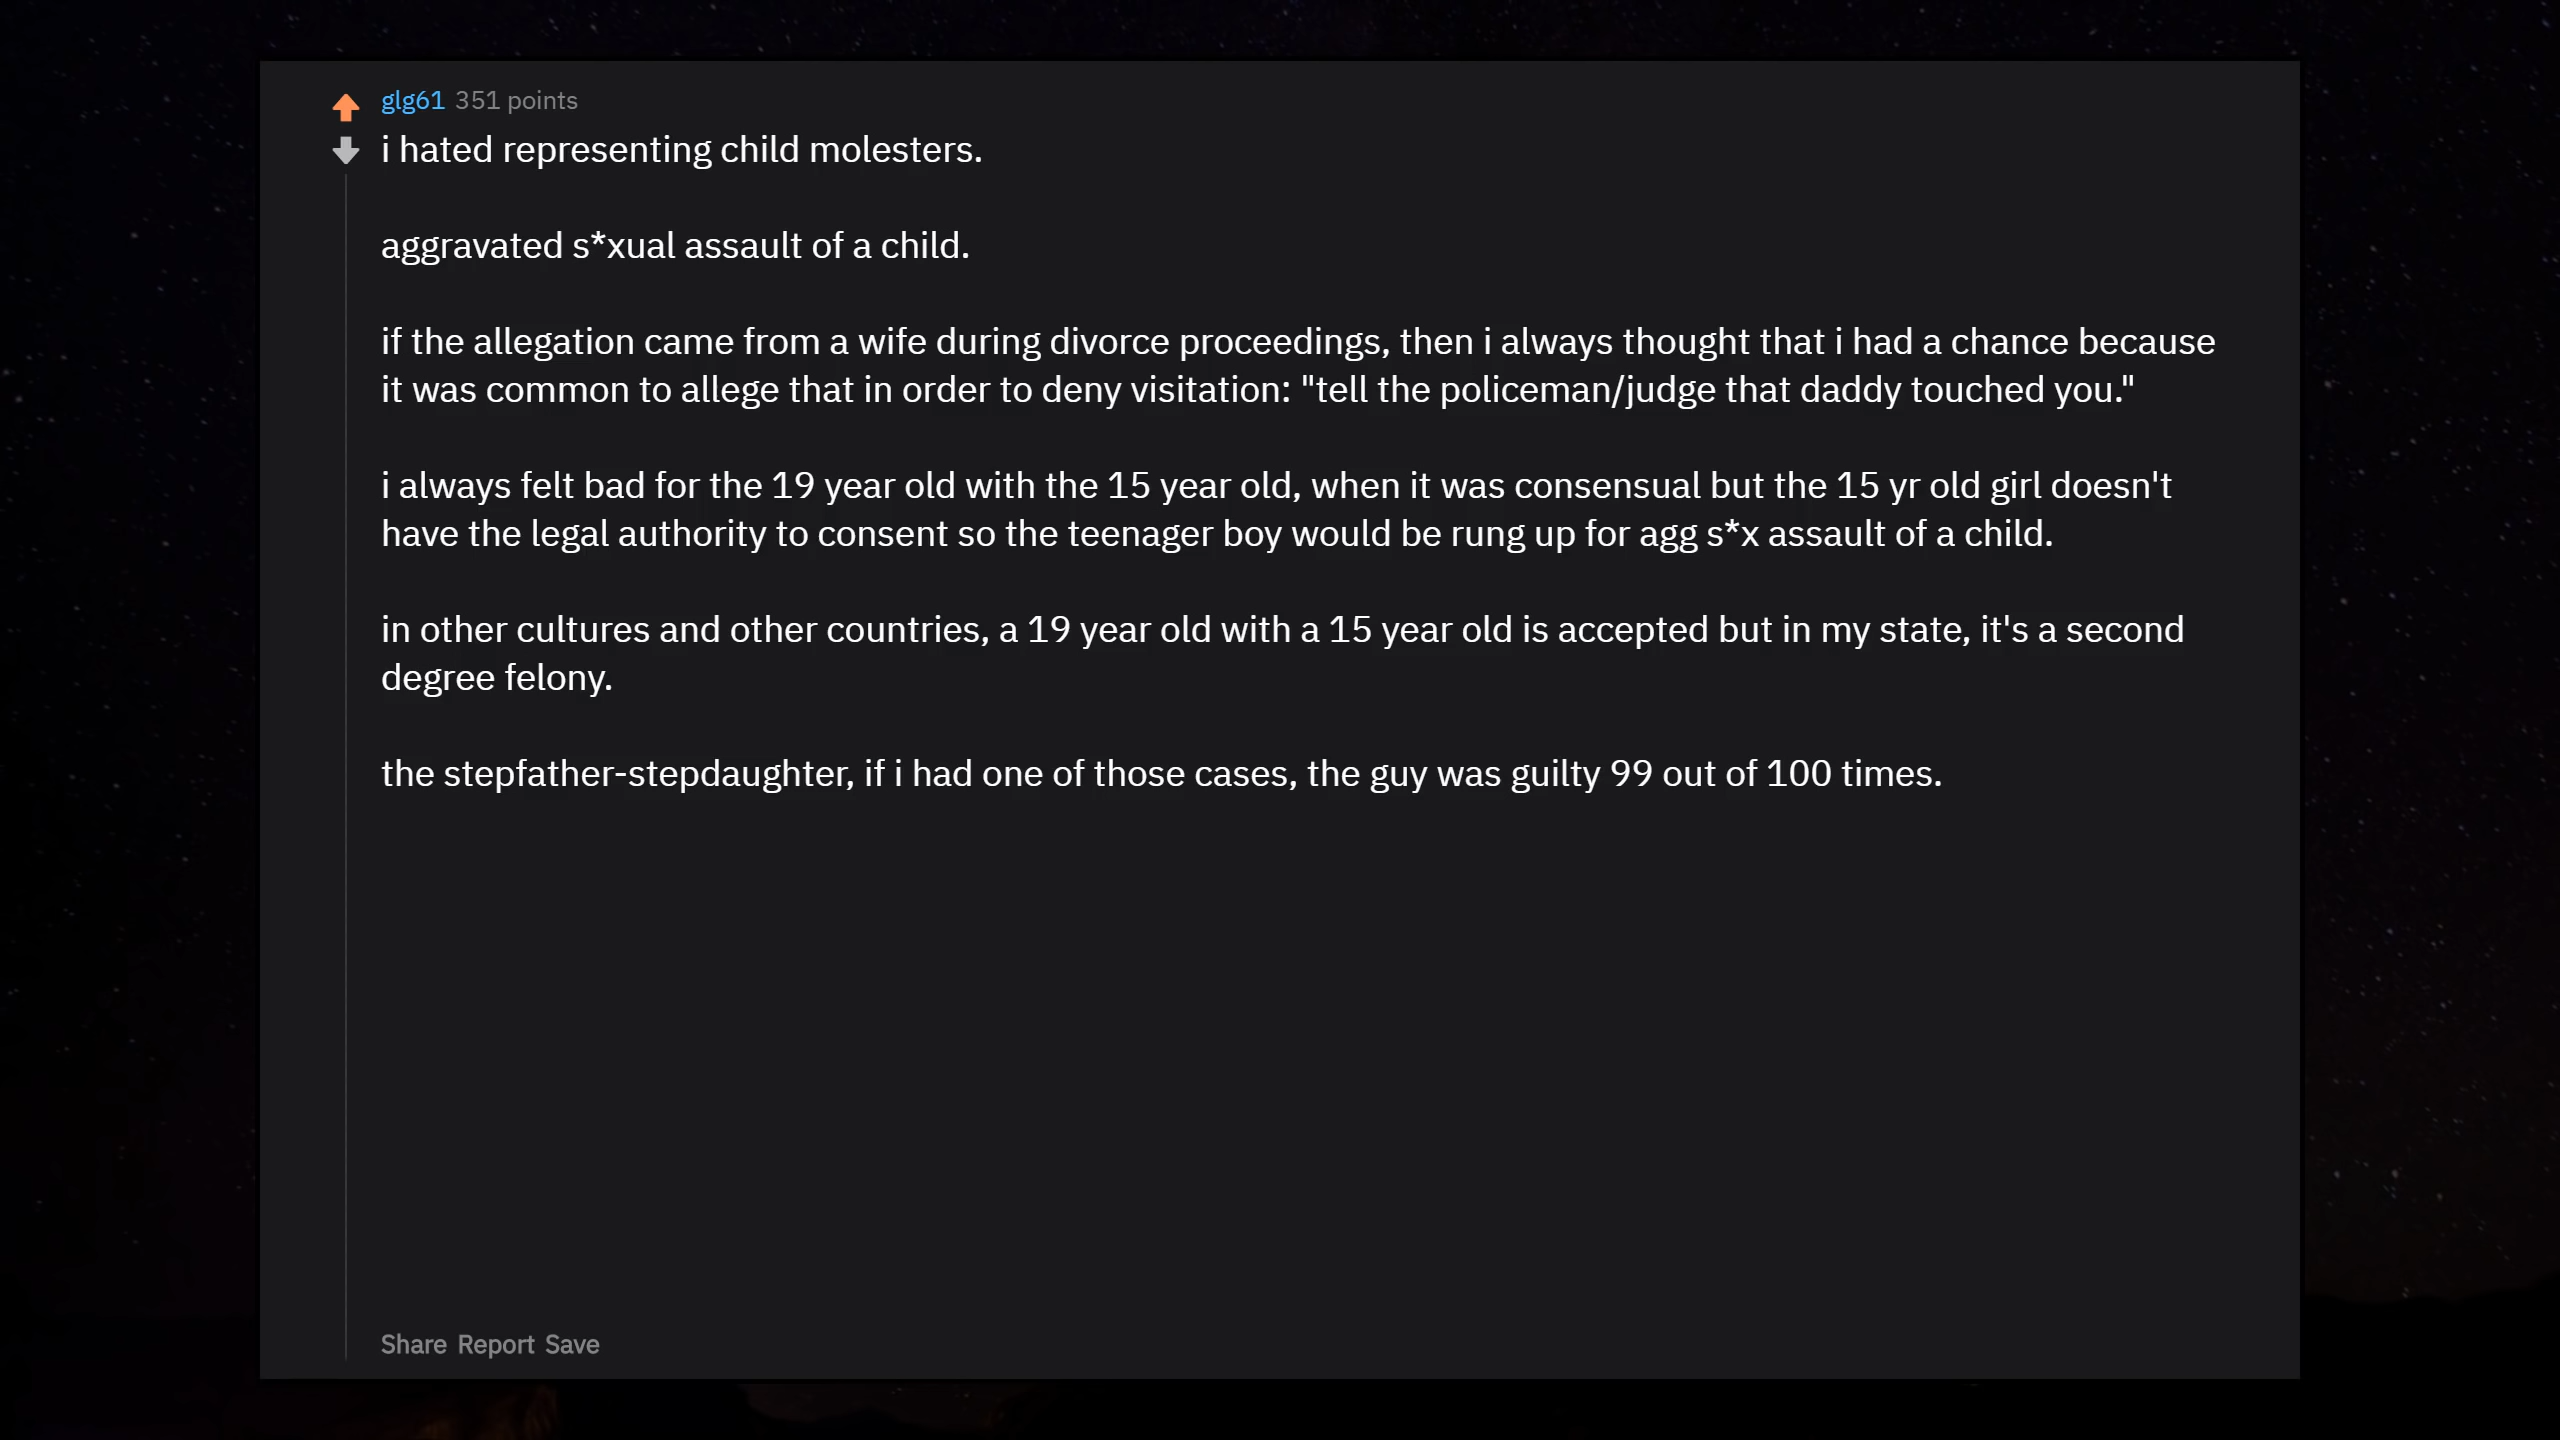 glg61 351 points
i hated representing child molesters.
aggravated s*xual assault of a child.
if the allegation came from a wife during divorce proceedings, then i always thought that i had a chance because
it was common to allege that in order to deny visitation: "tell the policeman/judge that daddy touched you."
i always felt bad for the 19 year old with the 15 year old, when it was consensual but the 15 yr old girl doesn't
have the legal authority to consent so the teenager boy would be rung up for agg s*x assault of a child.
in other cultures and other countries, a 19 year old with a 15 year old is accepted but in my state, it's a second
degree felony.
the stepfather-stepdaughter, if i had one of those cases, the guy was guilty 99 out of 100 times.
Share Report Save